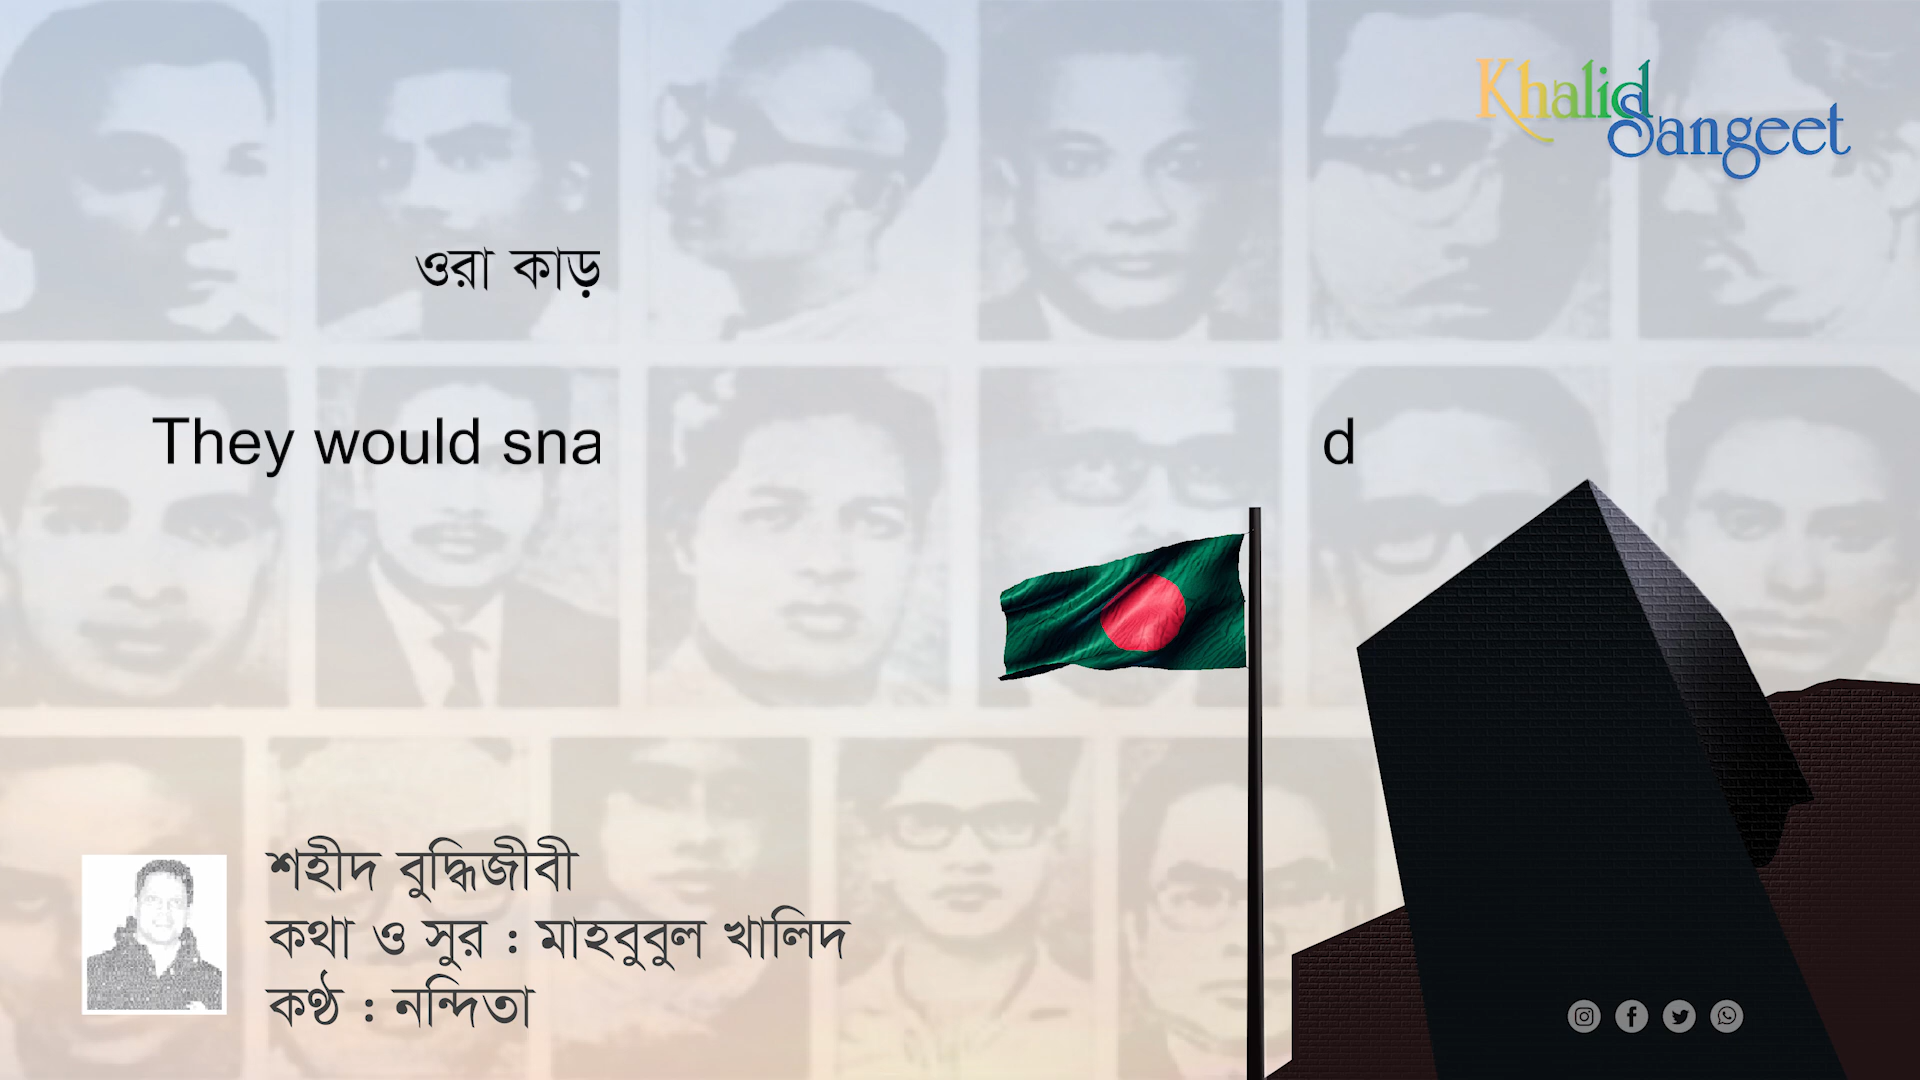 Khalid
Sangeet
ওরা কাড়
They would sna d
শহীদ বুদ্ধিজীবী
কথা ও সুর : মাহবুবুল খালিদ
কণ্ঠ : নন্দিতা